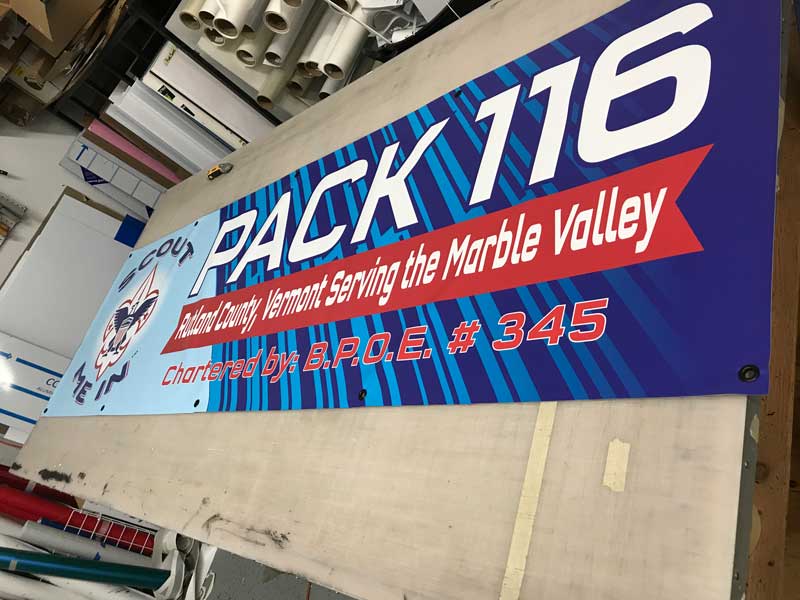 SCOUT
ME IN
PACK 116
Rutland County, Vermont Serving the Marble Valley
Chartered by: B.P.O.E. # 345